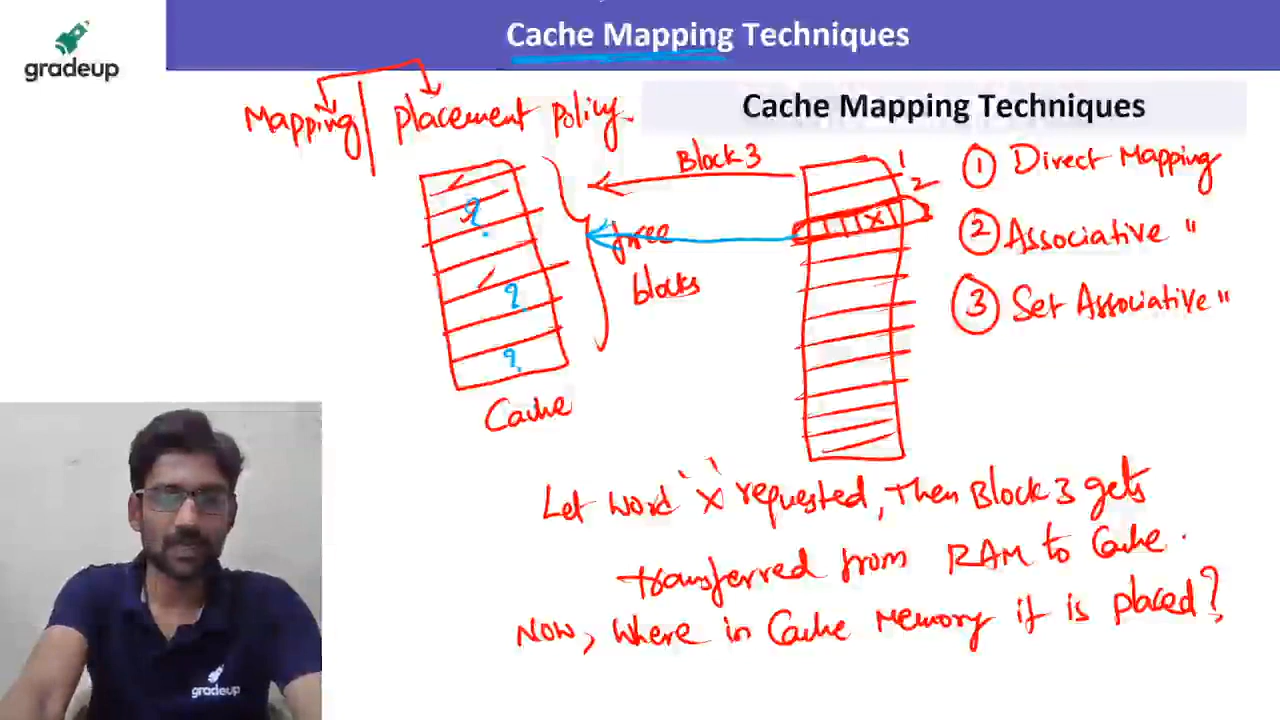 Cache Mapping Techniques
gradeup
Mapping | Placement Policy
Cache Mapping Techniques
Block 3
1
2
① Direct Mapping
X
② Associative "
free
blocks
③ Set Associative "
?
?
?
Cache
Let word 'X' requested, Then Block 3 gets
transferred from RAM to Cache.
Now, Where in Cache Memory it is placed?
gradeup